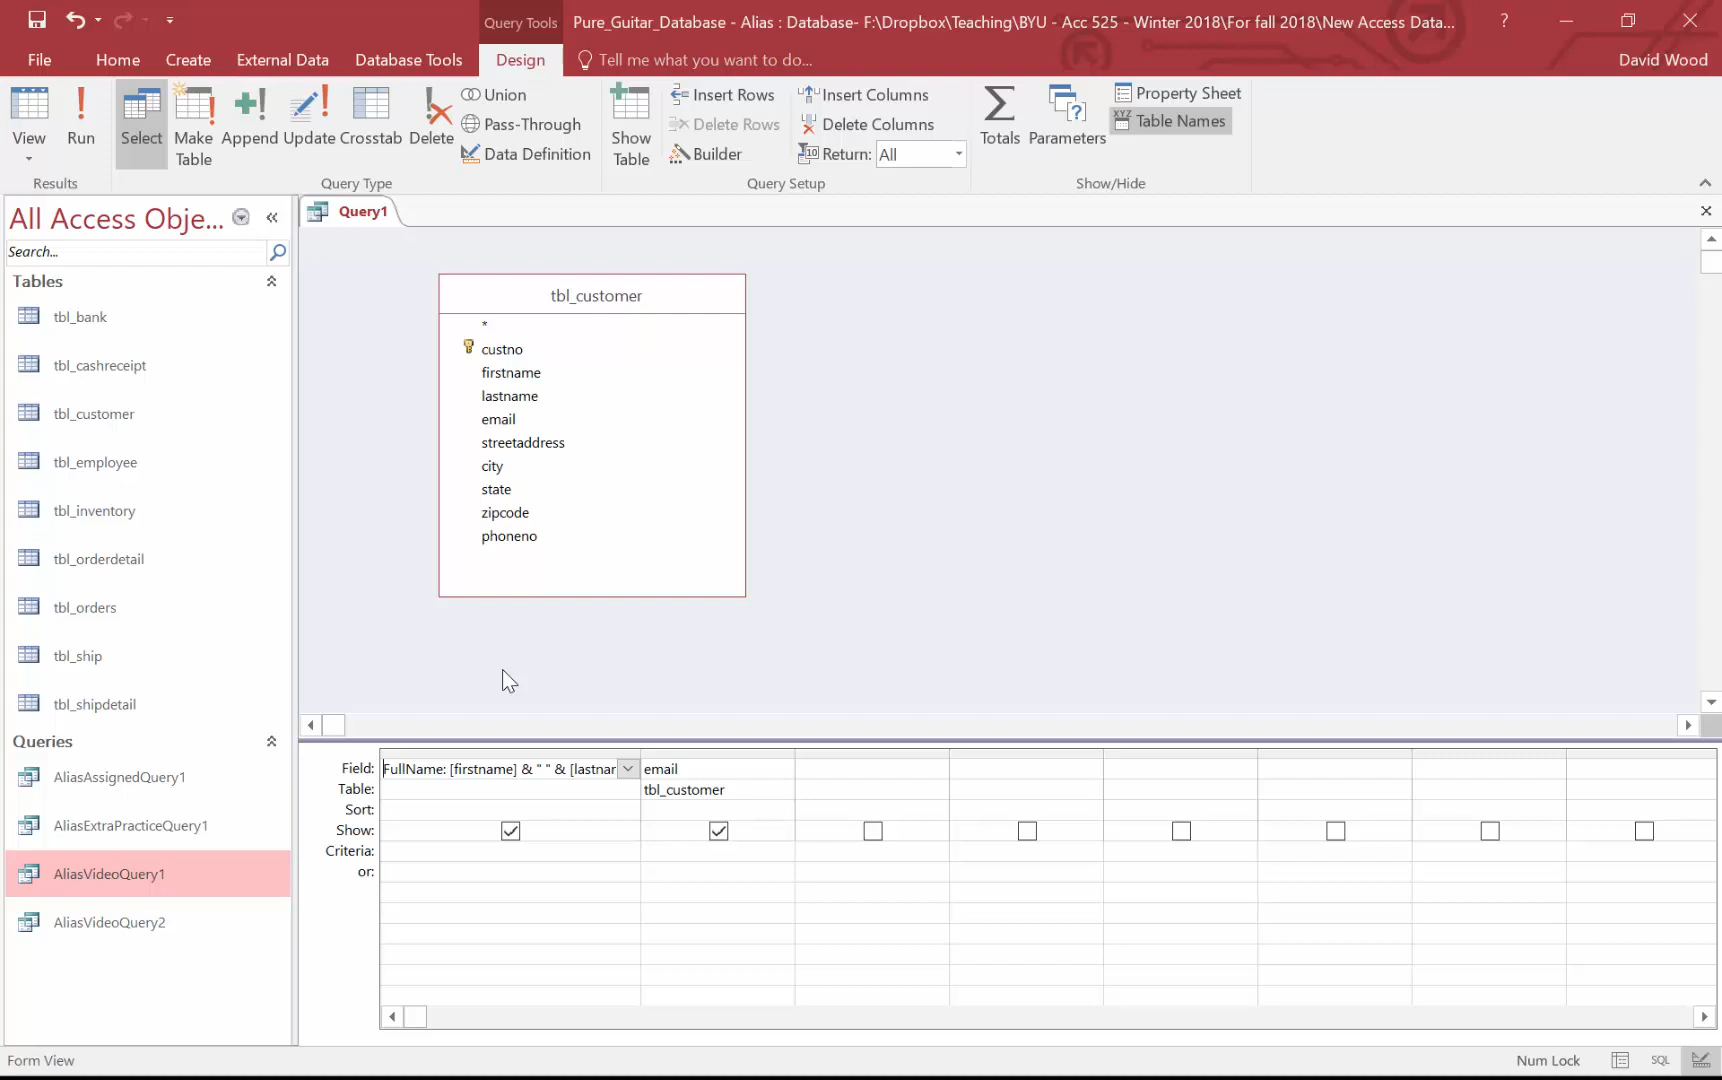 Query Tools
Pure_Guitar_Database - Alias : Database- F:\Dropbox\Teaching\BYU - Acc 525 - Winter 2018\For fall 2018\New Access Data...
?
File
Home
Create
External Data
Database Tools
Design
Tell me what you want to do...
David Wood
View
Run
Select
Make Table
Append
Update
Crosstab
Delete
Union
Pass-Through
Data Definition
Show Table
Insert Rows
Delete Rows
Builder
Insert Columns
Delete Columns
Return: All
Totals
Parameters
Property Sheet
Table Names
Results
Query Type
Query Setup
Show/Hide
All Access Obje...
Search...
Tables
tbl_bank
tbl_cashreceipt
tbl_customer
tbl_employee
tbl_inventory
tbl_orderdetail
tbl_orders
tbl_ship
tbl_shipdetail
Queries
AliasAssignedQuery1
AliasExtraPracticeQuery1
AliasVideoQuery1
AliasVideoQuery2
Query1
tbl_customer
*
custno
firstname
lastname
email
streetaddress
city
state
zipcode
phoneno
Field: FullName: [firstname] & " " & [lastnar email
Table: tbl_customer
Sort:
Show:
Criteria:
or:
Form View
Num Lock
SQL